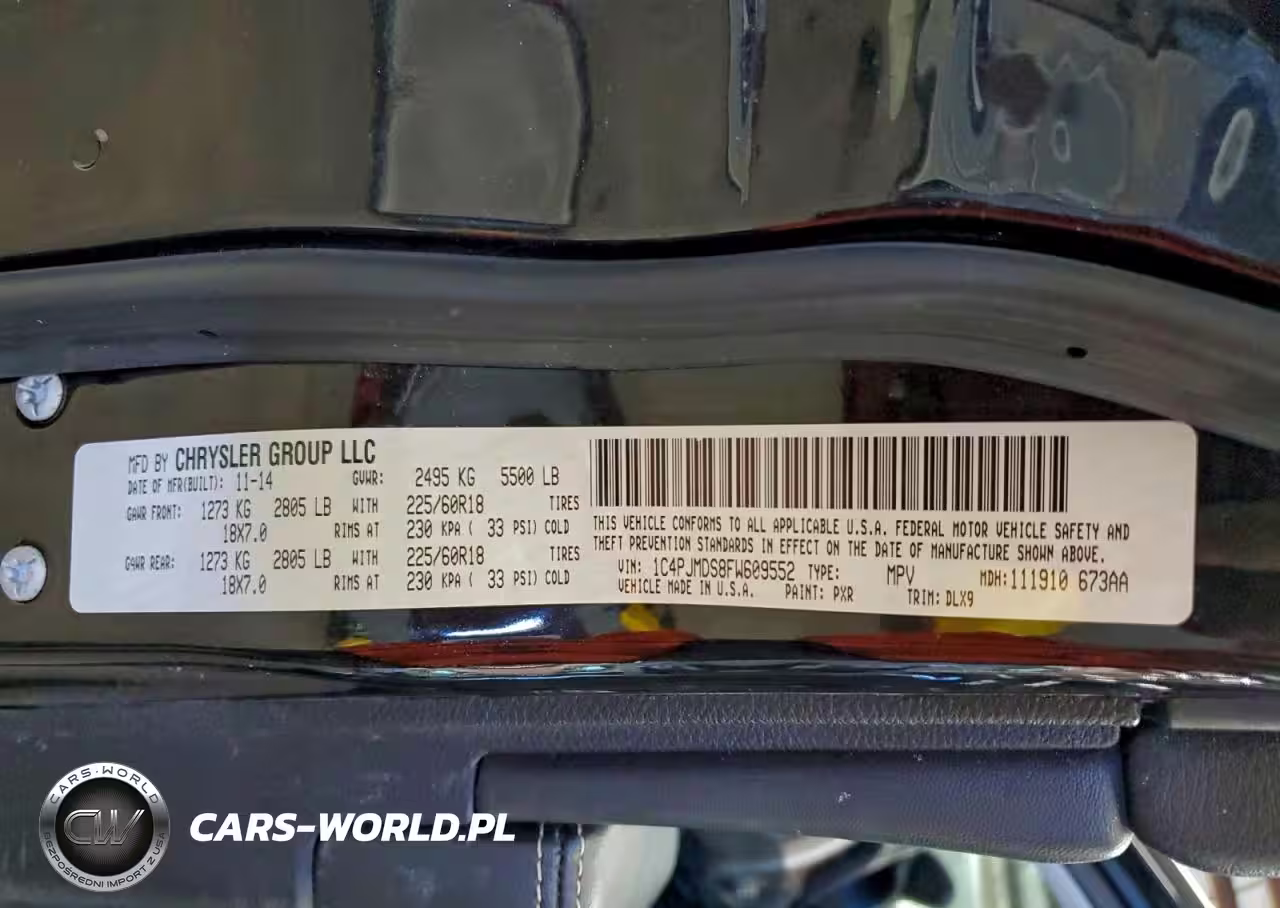 MFD BY CHRYSLER GROUP LLC
DATE OF MFR(BUILT): 11-14 GVWR: 2495 KG 5500 LB
GAWR FRONT: 1273 KG 2805 LB WITH 225/60R18 TIRES
18X7.0 RIMS AT 230 KPA ( 33 PSI) COLD
GAWR REAR: 1273 KG 2805 LB WITH 225/60R18 TIRES
18X7.0 RIMS AT 230 KPA ( 33 PSI) COLD
THIS VEHICLE CONFORMS TO ALL APPLICABLE U.S.A. FEDERAL MOTOR VEHICLE SAFETY AND
THEFT PREVENTION STANDARDS IN EFFECT ON THE DATE OF MANUFACTURE SHOWN ABOVE.
VIN: 1C4PJMDS8FW609552 TYPE: MPV MDH:111910 673AA
VEHICLE MADE IN U.S.A. PAINT: PXR TRIM: DLX9
CARS-WORLD
CW
BEZPOŚREDNI IMPORT Z USA
CARS-WORLD.PL